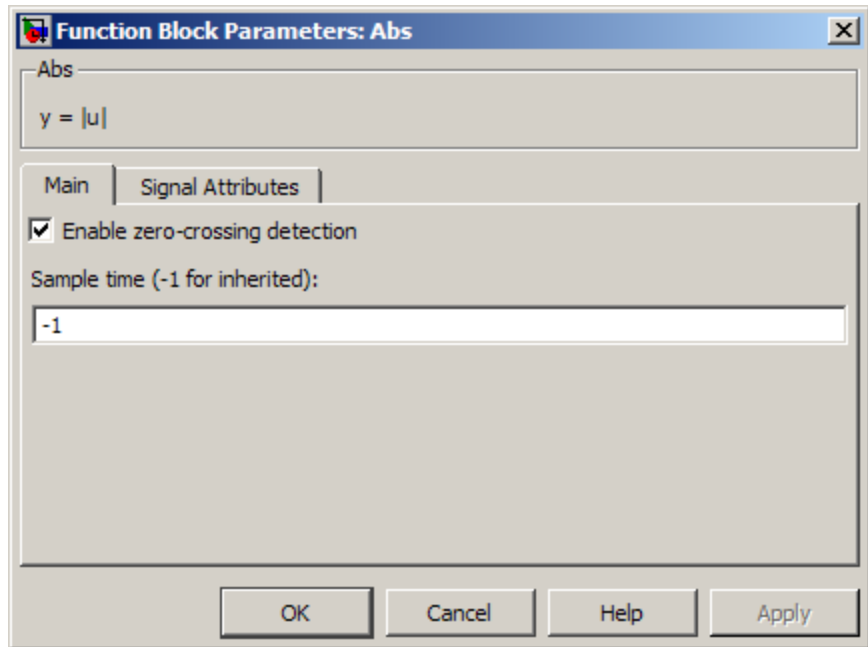 Function Block Parameters: Abs
Abs
y = |u|
Main Signal Attributes
Enable zero-crossing detection
Sample time (-1 for inherited):
-1
OK Cancel Help Apply